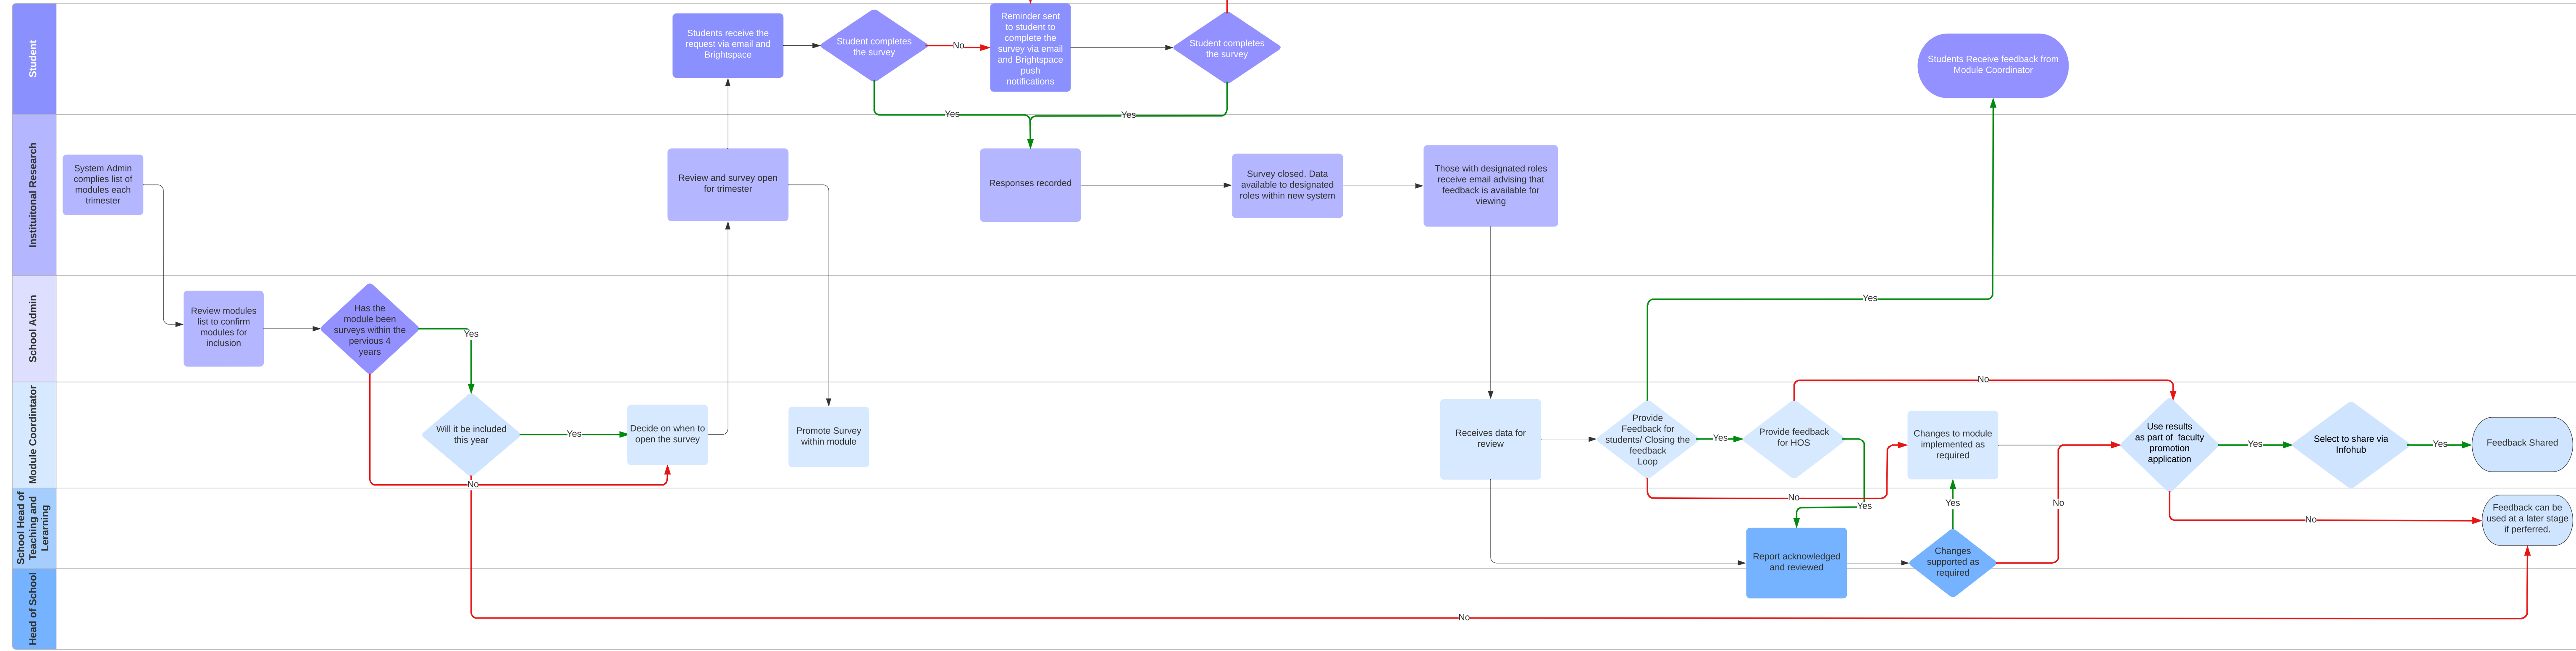 Student
Students receive the
request via email and
Brightspace
Student completes
the survey
No
Reminder sent
to student to
complete the
survey via email
and Brightspace
push
notifications
Student completes
the survey
Students Receive feedback from
Module Coordinator
Yes
Yes
Instituitonal Research
System Admin
complies list of
modules each
trimester
Review and survey open
for trimester
Responses recorded
Survey closed. Data
available to designated
roles within new system
Those with designated roles
receive email advising that
feedback is available for
viewing
School Admin
Review modules
list to confirm
modules for
inclusion
Has the
module been
surveys within the
pervious 4
years
Yes
Yes
Module Coordintator
Will it be included
this year
Yes
Decide on when to
open the survey
No
Promote Survey
within module
Receives data for
review
Provide
Feedback for
students/ Closing the
feedback
Loop
Yes
Provide feedback
for HOS
No
Changes to module
implemented as
required
Use results
as part of faculty
promotion
application
Yes
Select to share via
Infohub
Yes
Feedback Shared
School Head of
Teaching and
Lerarning
No
Yes
Yes
No
No
Feedback can be
used at a later stage
if perferred.
Report acknowledged
and reviewed
Changes
supported as
required
Head of School
No